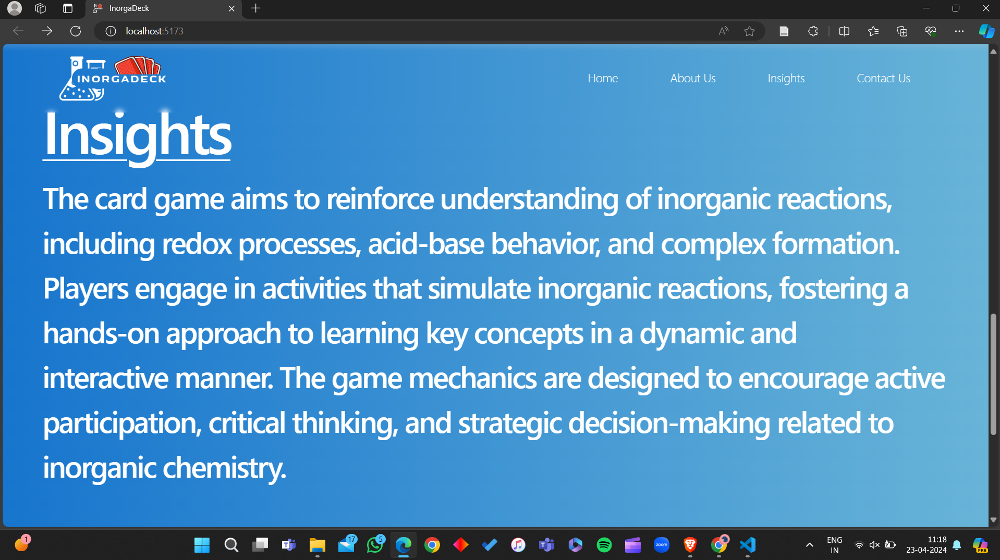 InorgaDeck
localhost:5173
INORGADECK
Home About Us Insights Contact Us
Insights
The card game aims to reinforce understanding of inorganic reactions,
including redox processes, acid-base behavior, and complex formation.
Players engage in activities that simulate inorganic reactions, fostering a
hands-on approach to learning key concepts in a dynamic and
interactive manner. The game mechanics are designed to encourage active
participation, critical thinking, and strategic decision-making related to
inorganic chemistry.
1
17
5
zoom
ENG
IN
11:18
23-04-2024
PRE